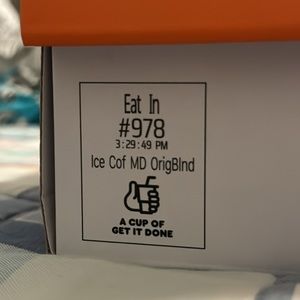 Eat In
#978
3:29:49 PM
Ice Cof MD OrigBlnd
A CUP OF
GET IT DONE